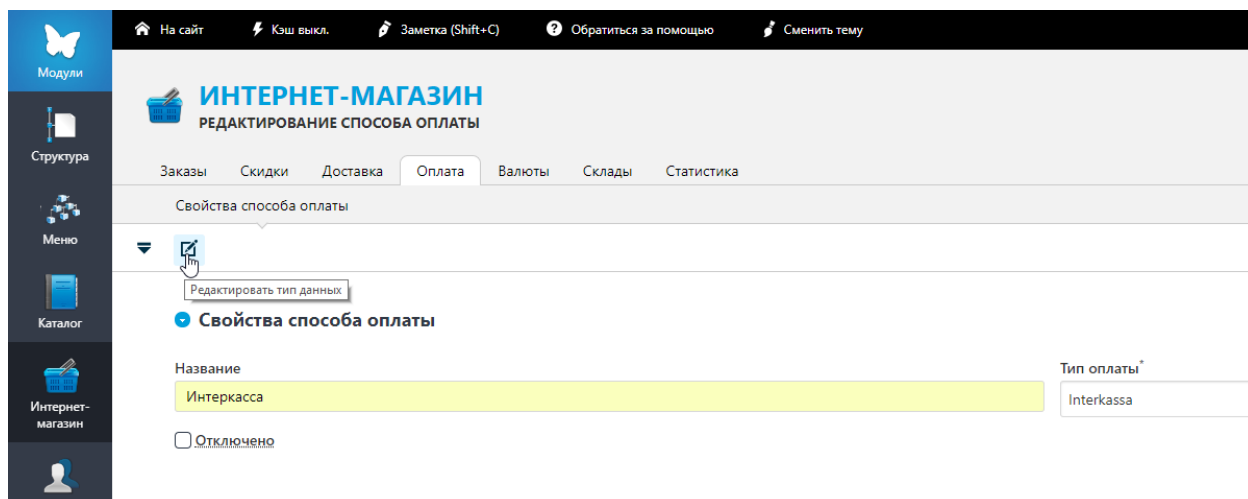 Модули
Структура
Меню
Каталог
Интернет-
магазин
На сайт Кэш выкл. Заметка (Shift+C) ? Обратиться за помощью Сменить тему
ИНТЕРНЕТ-МАГАЗИН
РЕДАКТИРОВАНИЕ СПОСОБА ОПЛАТЫ
Заказы Скидки Доставка Оплата Валюты Склады Статистика
Свойства способа оплаты
Редактировать тип данных
Свойства способа оплаты
Название Тип оплаты*
Интеркасса Interkassa
Отключено